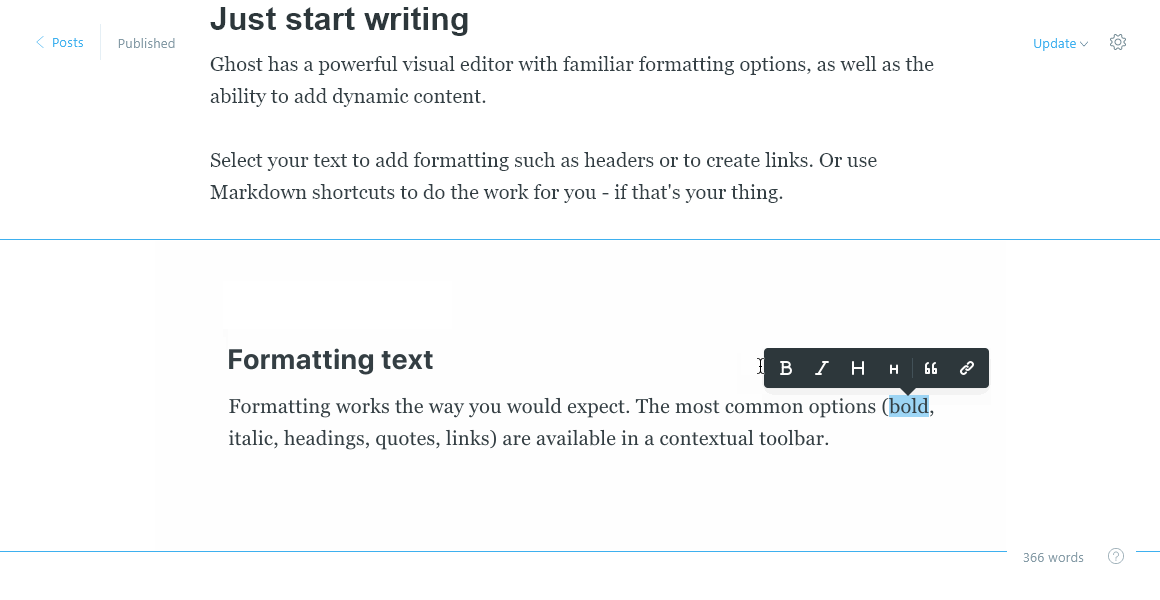 Just start writing
Posts
Published
Update
Ghost has a powerful visual editor with familiar formatting options, as well as the
ability to add dynamic content.
Select your text to add formatting such as headers or to create links. Or use
Markdown shortcuts to do the work for you - if that's your thing.
Formatting text
B I H H
Formatting works the way you would expect. The most common options (bold,
italic, headings, quotes, links) are available in a contextual toolbar.
366 words ?